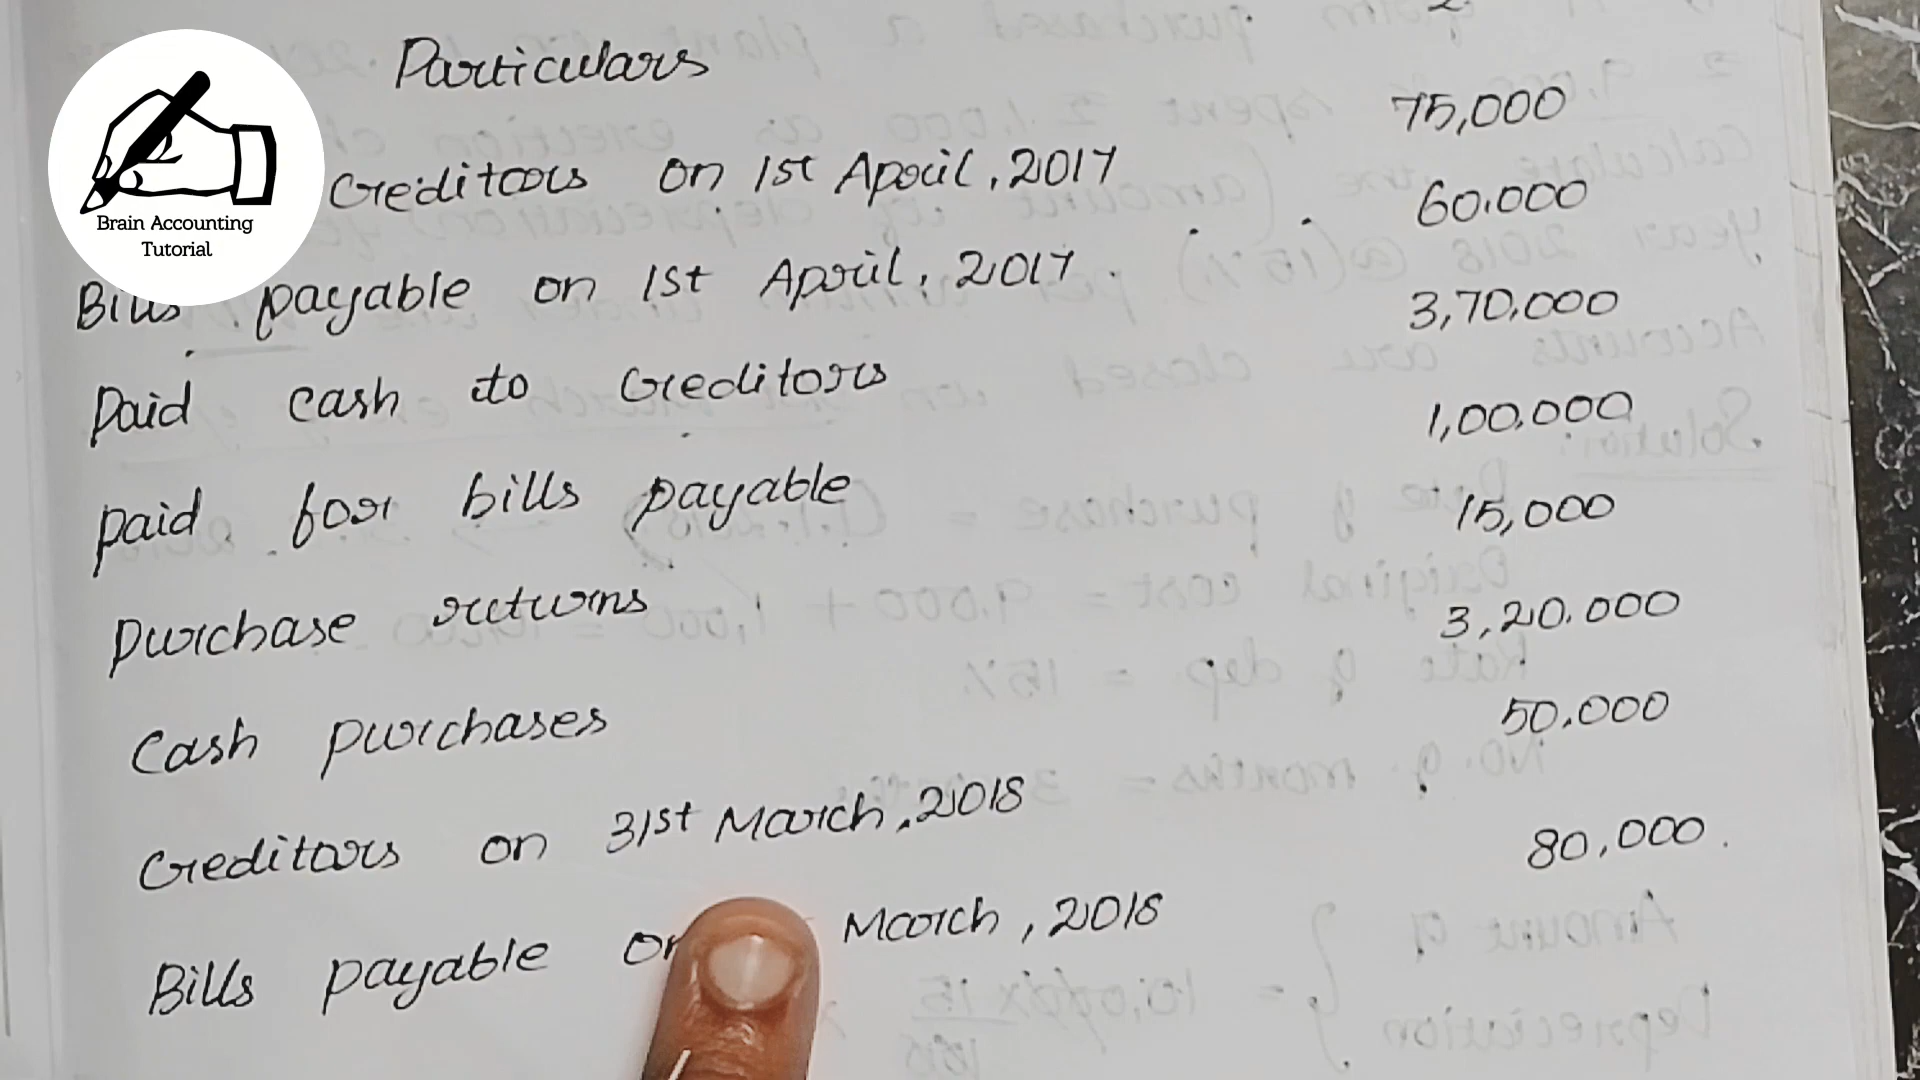 Particulars
Brain Accounting
Tutorial
Creditors on 1st April, 2017 75,000
Bills payable on 1st April, 2017. 60,000
Paid cash to Creditors 3,70,000
paid for bills payable 1,00,000
Purchase returns 15,000
Cash purchases 3,20,000
Creditors on 31st March, 2018 50,000
Bills payable on March, 2018 80,000.